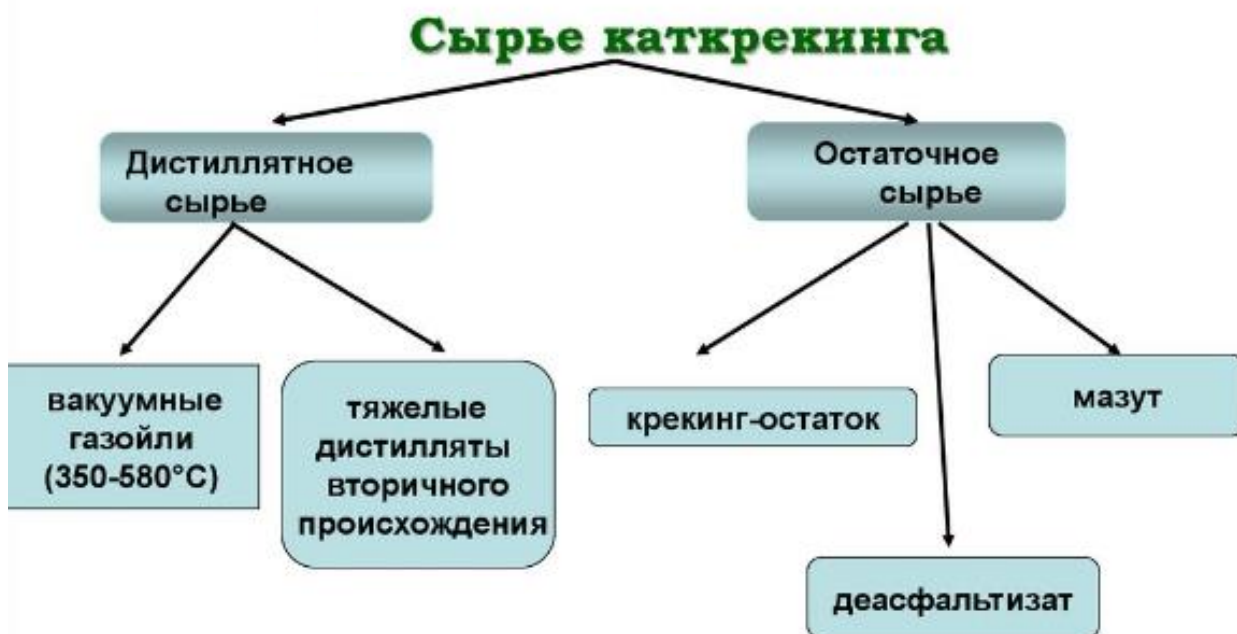 Сырье каткрекинга
Дистиллятное
сырье
Остаточное
сырье
вакуумные
газойли
(350-580°С)
тяжелые
дистилляты
вторичного
происхождения
крекинг-остаток
мазут
деасфальтизат